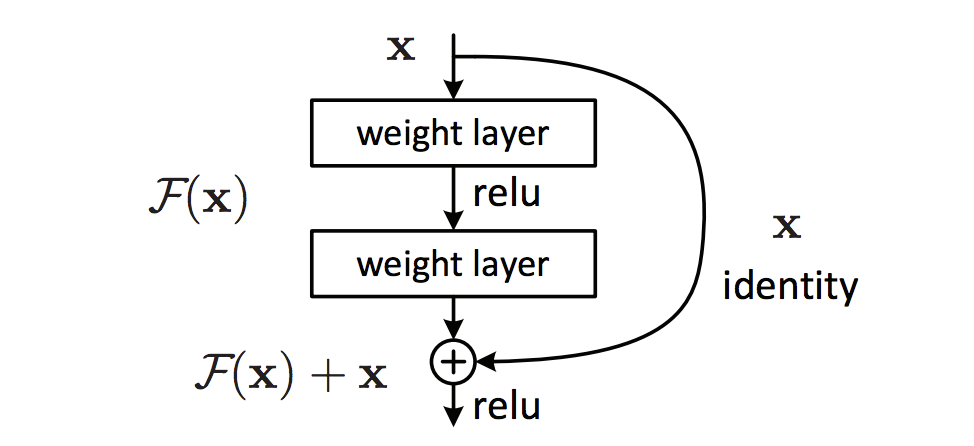 x
weight layer
relu
F(x)
weight layer
x
identity
F(x) + x
relu